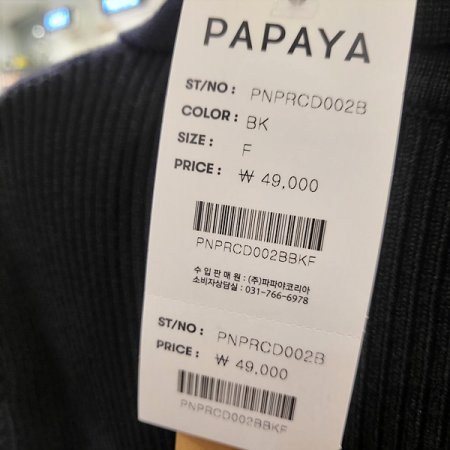 PAPAYA
ST/NO : PNPRCD002B
COLOR : BK
SIZE : F
PRICE : ₩ 49,000
PNPRCD002BBKF
수 입 판 매 원 : (주)파파야코리아
소비자상담실 : 031-766-6978
ST/NO : PNPRCD002B
PRICE : ₩ 49,000
PNPRCD002BBKF